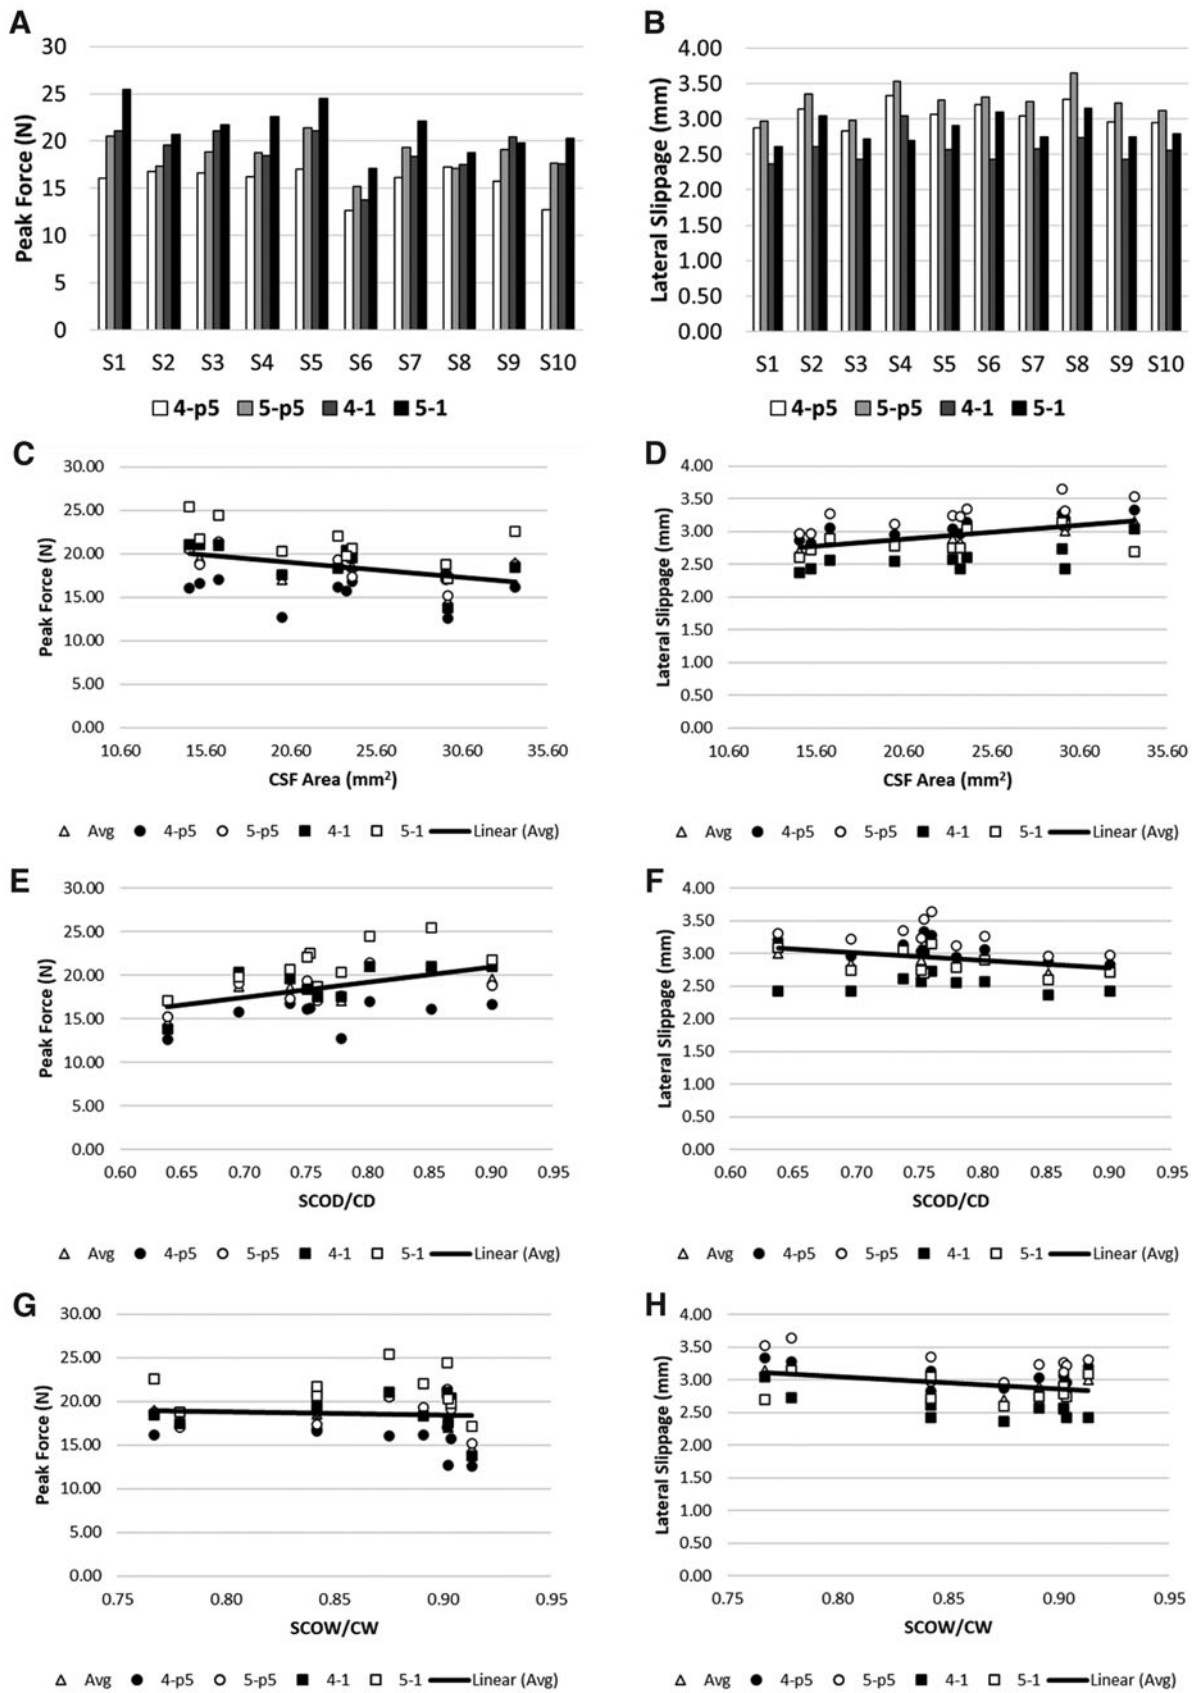 A
Peak Force (N)
30
25
20
15
10
5
0
S1 S2 S3 S4 S5 S6 S7 S8 S9 S10
4-p5 5-p5 4-1 5-1
B
Lateral Slippage (mm)
4.00
3.50
3.00
2.50
2.00
1.50
1.00
0.50
0.00
S1 S2 S3 S4 S5 S6 S7 S8 S9 S10
4-p5 5-p5 4-1 5-1
C
Peak Force (N)
30.00
25.00
20.00
15.00
10.00
5.00
0.00
10.60 15.60 20.60 25.60 30.60 35.60
CSF Area (mm²)
Avg 4-p5 5-p5 4-1 5-1 Linear (Avg)
D
Lateral Slippage (mm)
4.00
3.50
3.00
2.50
2.00
1.50
1.00
0.50
0.00
10.60 15.60 20.60 25.60 30.60 35.60
CSF Area (mm²)
Avg 4-p5 5-p5 4-1 5-1 Linear (Avg)
E
Peak Force (N)
30.00
25.00
20.00
15.00
10.00
5.00
0.00
0.60 0.65 0.70 0.75 0.80 0.85 0.90 0.95
SCOD/CD
Avg 4-p5 5-p5 4-1 5-1 Linear (Avg)
F
Lateral Slippage (mm)
4.00
3.50
3.00
2.50
2.00
1.50
1.00
0.50
0.00
0.60 0.65 0.70 0.75 0.80 0.85 0.90 0.95
SCOD/CD
Avg 4-p5 5-p5 4-1 5-1 Linear (Avg)
G
Peak Force (N)
30.00
25.00
20.00
15.00
10.00
5.00
0.00
0.75 0.80 0.85 0.90 0.95
SCOW/CW
Avg 4-p5 5-p5 4-1 5-1 Linear (Avg)
H
Lateral Slippage (mm)
4.00
3.50
3.00
2.50
2.00
1.50
1.00
0.50
0.00
0.75 0.80 0.85 0.90 0.95
SCOW/CW
Avg 4-p5 5-p5 4-1 5-1 Linear (Avg)